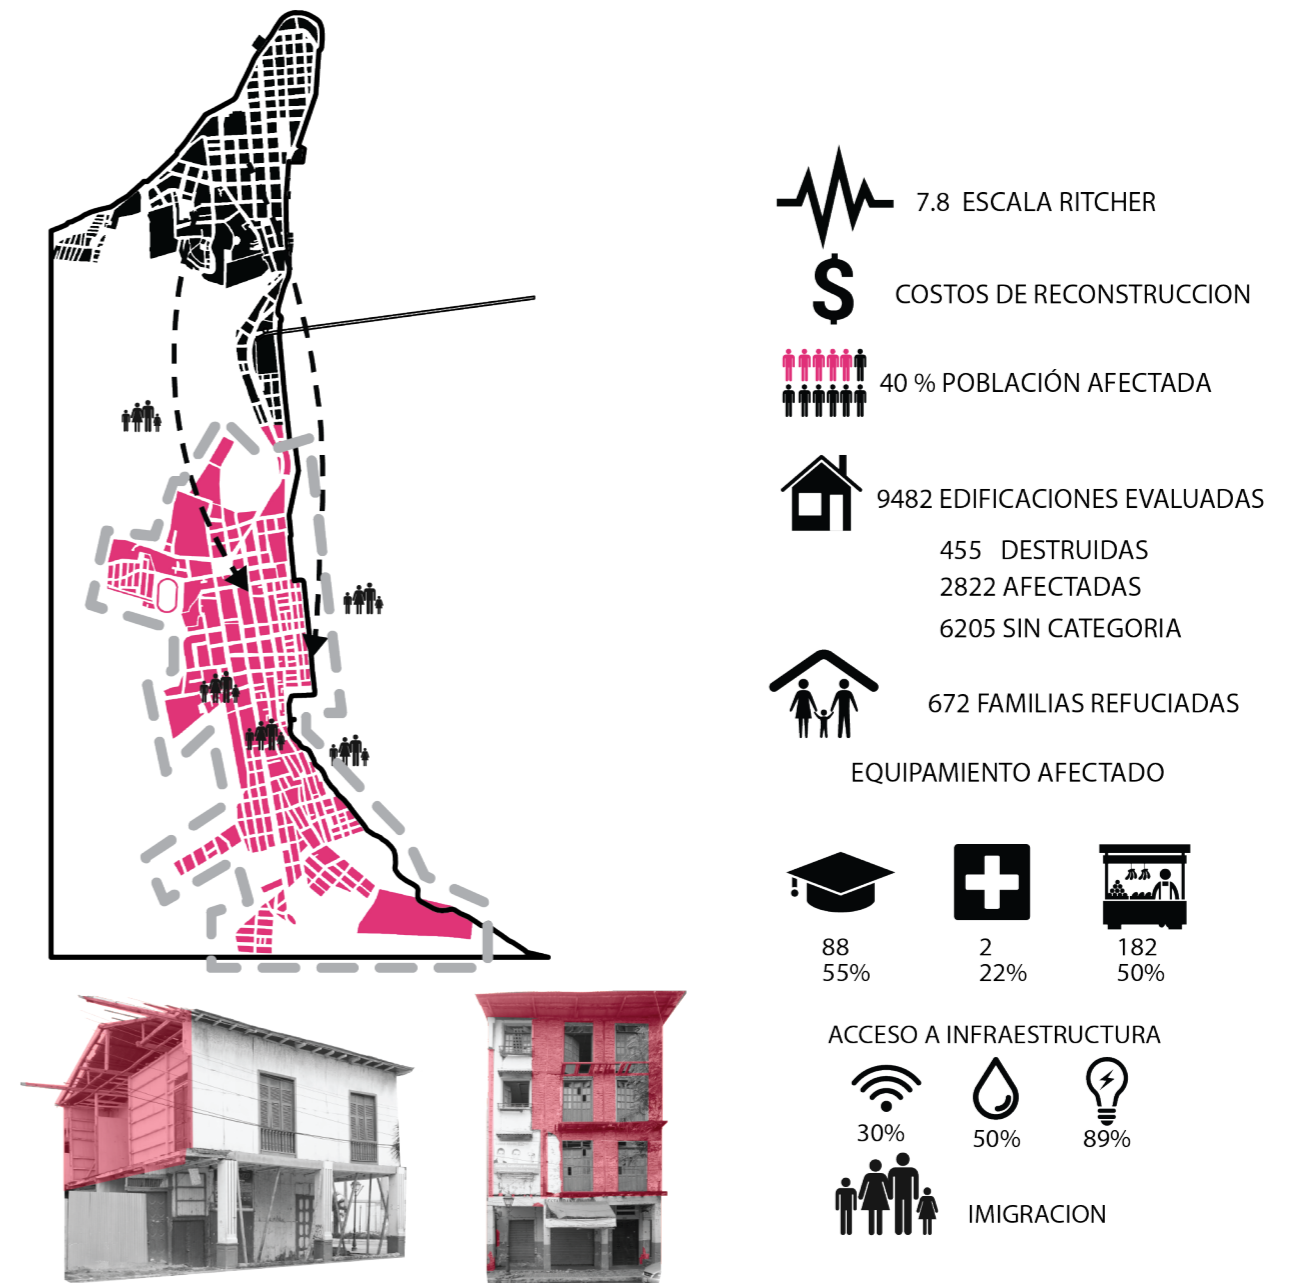 7.8 ESCALA RITCHER
COSTOS DE RECONSTRUCCION
40 % POBLACIÓN AFECTADA
9482 EDIFICACIONES EVALUADAS
455 DESTRUIDAS
2822 AFECTADAS
6205 SIN CATEGORIA
672 FAMILIAS REFUCIADAS
EQUIPAMIENTO AFECTADO
88 2 182
55% 22% 50%
ACCESO A INFRAESTRUCTURA
30% 50% 89%
IMIGRACION